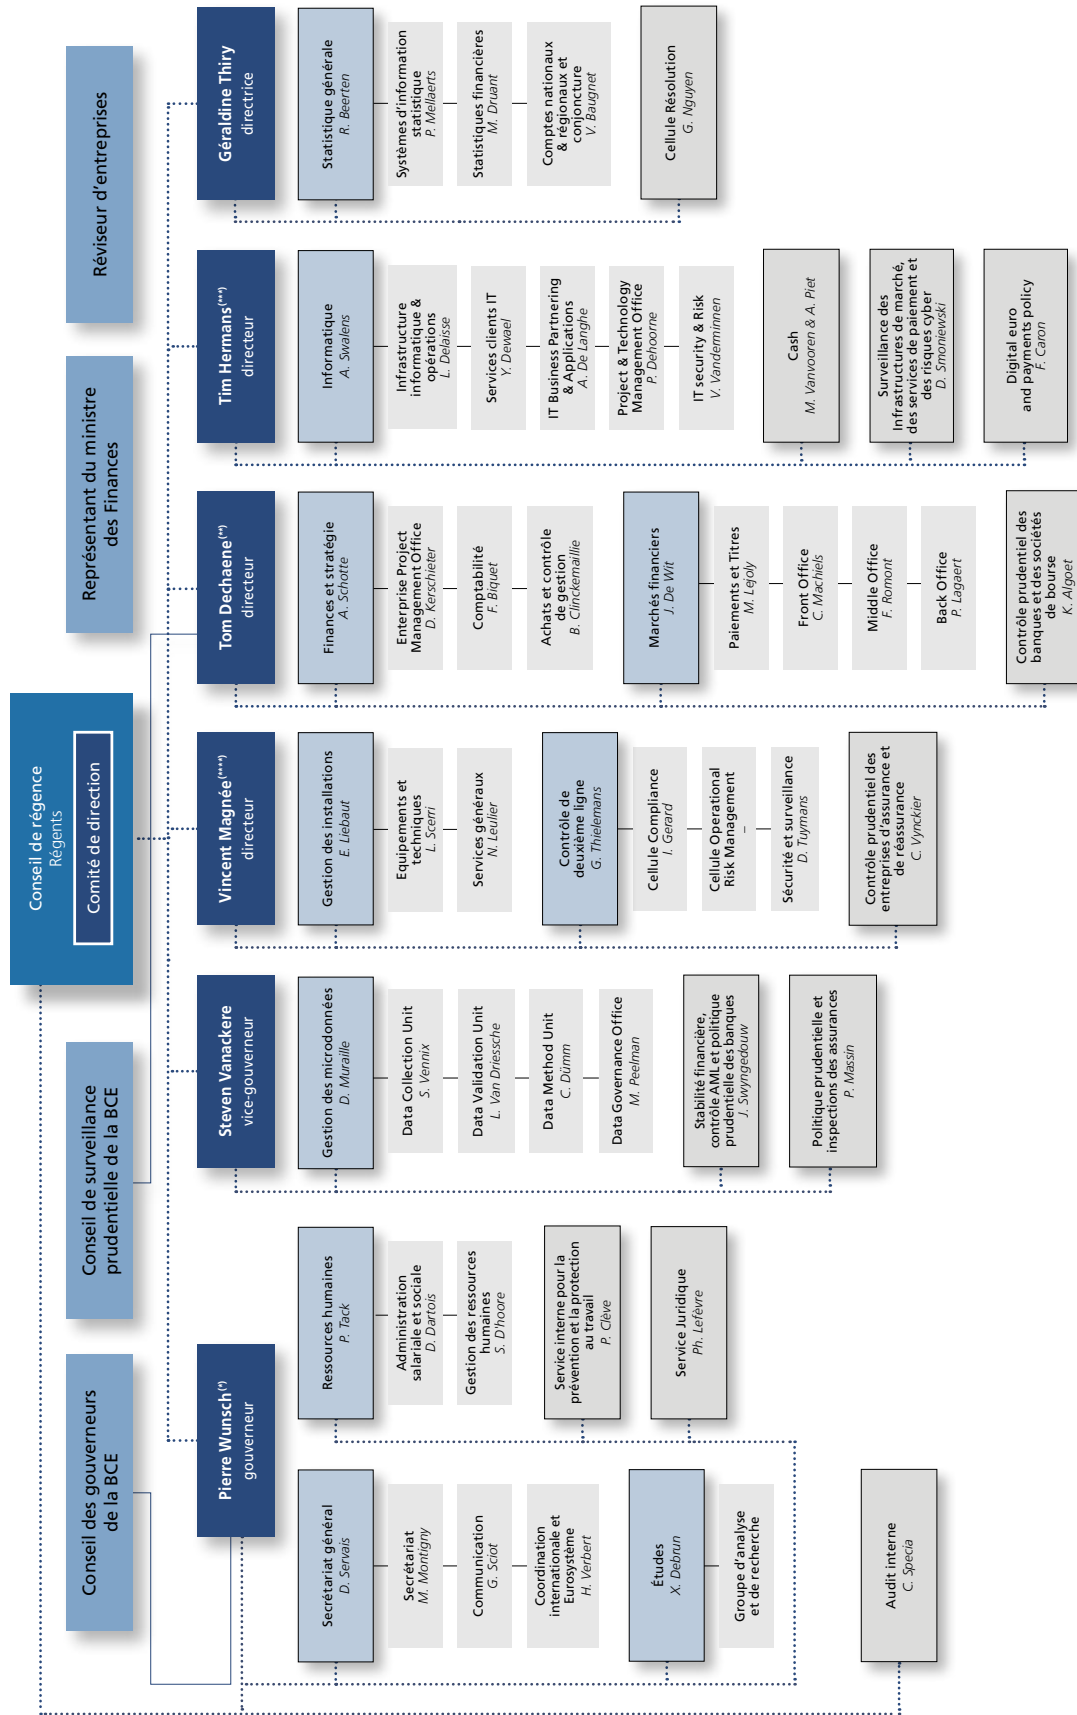 Conseil de régence
Régents
Comité de direction
Conseil des gouverneurs
de la BCE
Conseil de surveillance
prudentielle de la BCE
Représentant du ministre
des Finances
Réviseur d'entreprises
Pierre Wunsch(*)
gouverneur
Secrétariat général
D. Servais
Secrétariat
M. Montigny
Communication
G. Sciot
Coordination
internationale et
Eurosystème
H. Verbert
Études
X. Debrun
Groupe d'analyse
et de recherche
Audit interne
C. Specia
Ressources humaines
P. Tack
Administration
salariale et sociale
D. Dartois
Gestion des ressources
humaines
S. D'hoore
Service interne pour la
prévention et la protection
au travail
P. Clève
Service Juridique
Ph. Lefèvre
Steven Vanackere
vice-gouverneur
Gestion des microdonnées
D. Muraille
Data Collection Unit
S. Vennix
Data Validation Unit
L. Van Driessche
Data Method Unit
C. Dümm
Data Governance Office
M. Peelman
Stabilité financière,
contrôle AML et politique
prudentielle des banques
J. Swyngedouw
Politique prudentielle et
inspections des assurances
P. Massin
Vincent Magnée(****)
directeur
Gestion des installations
E. Liebaut
Equipements et
techniques
L. Scerri
Services généraux
N. Leulier
Contrôle de
deuxième ligne
G. Thielemans
Cellule Compliance
I. Gerard
Cellule Operational
Risk Management
–
Sécurité et surveillance
D. Tuymans
Contrôle prudentiel des
entreprises d'assurance et
de réassurance
C. Vynckier
Tom Dechaene(**)
directeur
Finances et stratégie
A. Schotte
Enterprise Project
Management Office
D. Kerschieter
Comptabilité
F. Biquet
Achats et contrôle
de gestion
B. Clinckemaillie
Marchés financiers
J. De Wit
Paiements et Titres
M. Lejoly
Front Office
C. Machiels
Middle Office
F. Roimont
Back Office
P. Lagaert
Contrôle prudentiel des
banques et des sociétés
de bourse
K. Algoet
Tim Hermans(***)
directeur
Informatique
A. Swalens
Infrastructure
informatique &
opérations
L. Delaisse
Services clients IT
Y. Dewael
IT Business Partnering
& Applications
A. De Langhe
Project & Technology
Management Office
P. Dehoorne
IT security & Risk
V. Vanderminnen
Cash
M. Vanvooren & A. Piet
Surveillance des
Infrastructures de marché,
des services de paiement et
des risques cyber
D. Smoniewski
Digital euro
and payments policy
F. Caron
Géraldine Thiry
directrice
Statistique générale
R. Beerten
Systèmes d'information
statistique
P. Mellaerts
Statistiques financières
M. Druant
Comptes nationaux
& régionaux et
conjoncture
V. Baugnet
Cellule Résolution
G. Nguyen